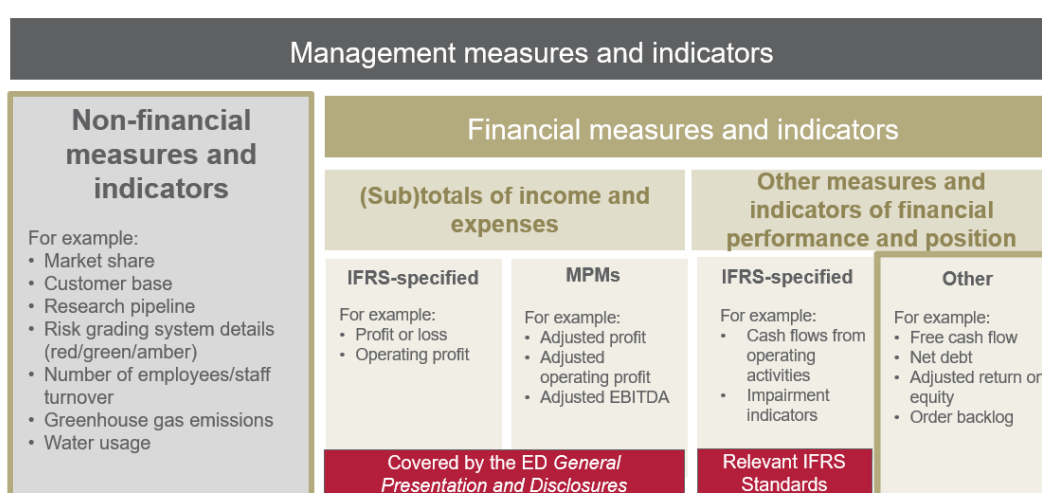 Management measures and indicators
Non-financial
measures and
indicators
For example:
• Market share
• Customer base
• Research pipeline
• Risk grading system details
(red/green/amber)
• Number of employees/staff
turnover
• Greenhouse gas emissions
• Water usage
Financial measures and indicators
(Sub)totals of income and
expenses
IFRS-specified
For example:
• Profit or loss
• Operating profit
MPMs
For example:
• Adjusted profit
• Adjusted
operating profit
• Adjusted EBITDA
Covered by the ED General
Presentation and Disclosures
Other measures and
indicators of financial
performance and position
IFRS-specified
For example:
• Cash flows from
operating
activities
• Impairment
indicators
Relevant IFRS
Standards
Other
For example:
• Free cash flow
• Net debt
• Adjusted return on
equity
• Order backlog